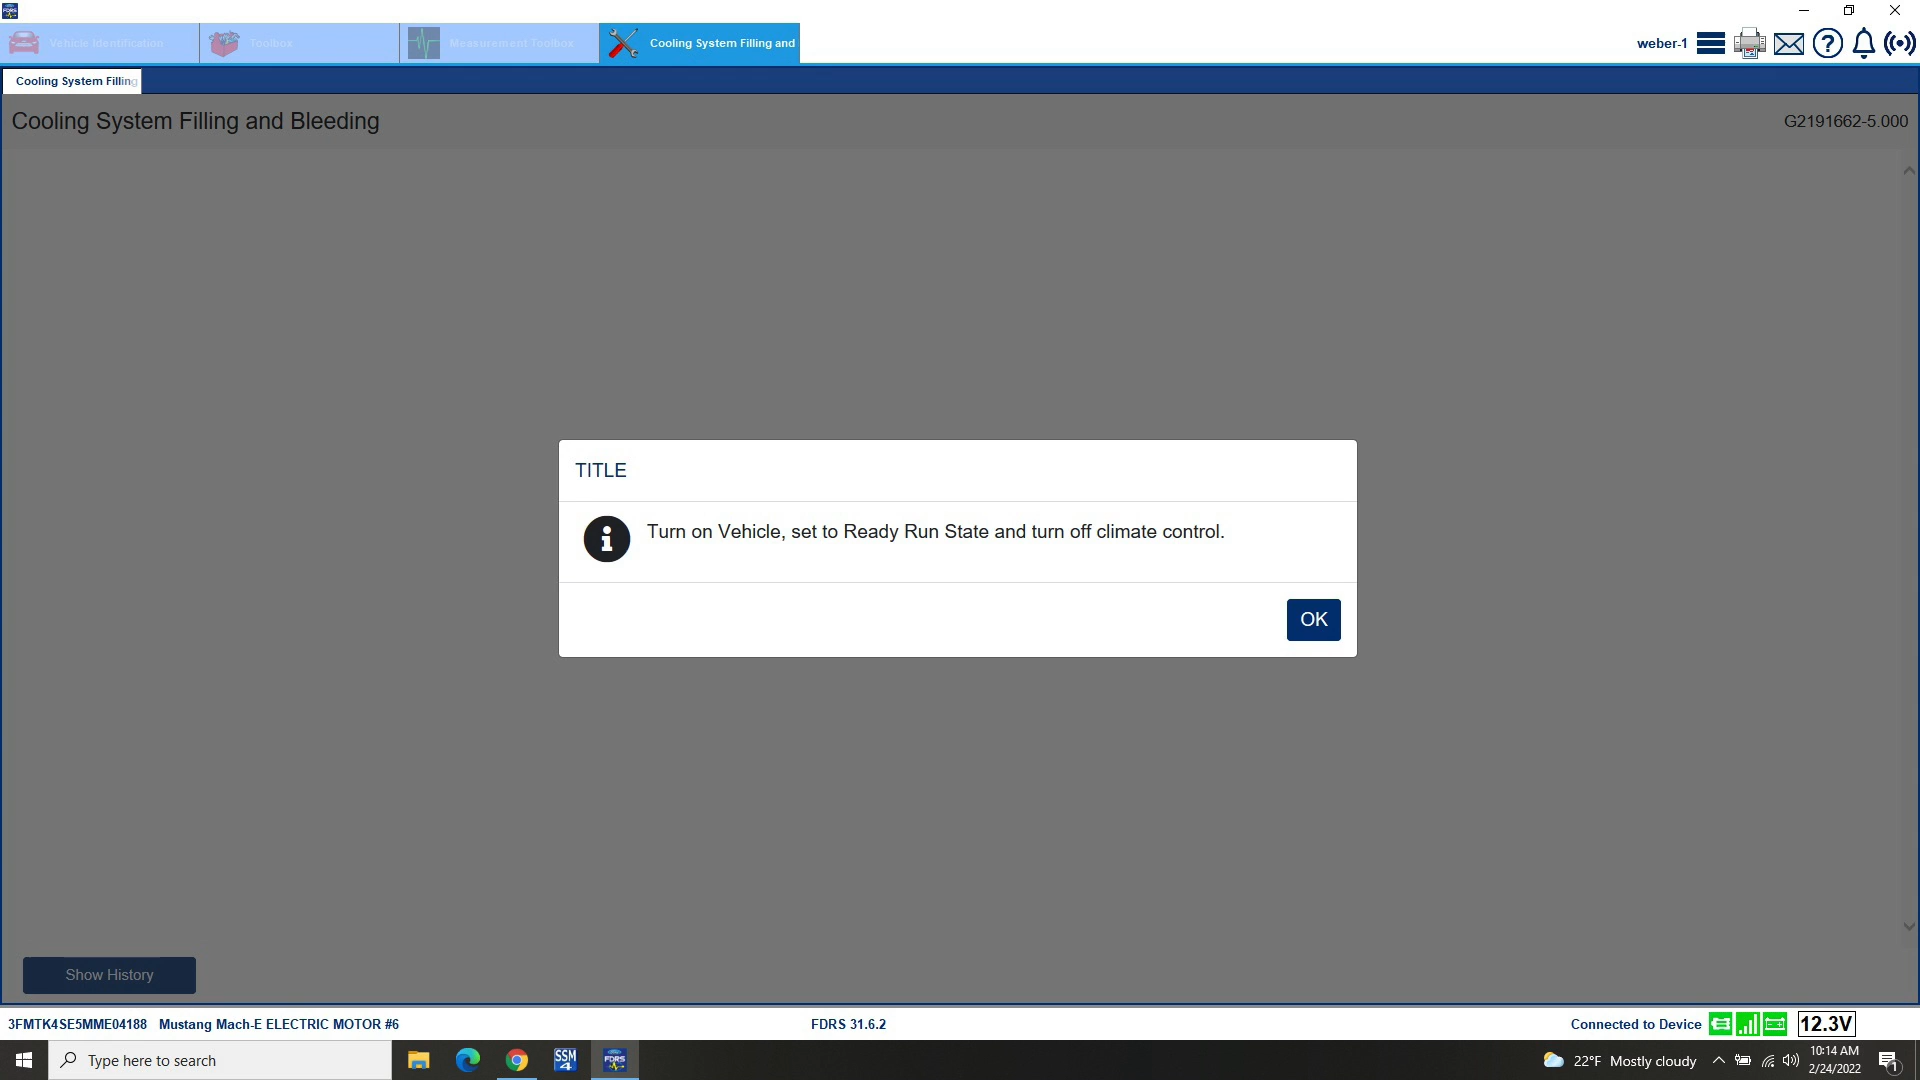 FDRS
Vehicle Identification
Toolbox
Measurement Toolbox
Cooling System Filling and
weber-1
Cooling System Filling
Cooling System Filling and Bleeding
G2191662-5.000
TITLE
Turn on Vehicle, set to Ready Run State and turn off climate control.
OK
Show History
3FMTK4SE5MME04188 Mustang Mach-E ELECTRIC MOTOR #6
FDRS 31.6.2
Connected to Device
12.3V
Type here to search
SSM
4
FDRS
22°F Mostly cloudy
10:14 AM
2/24/2022
1